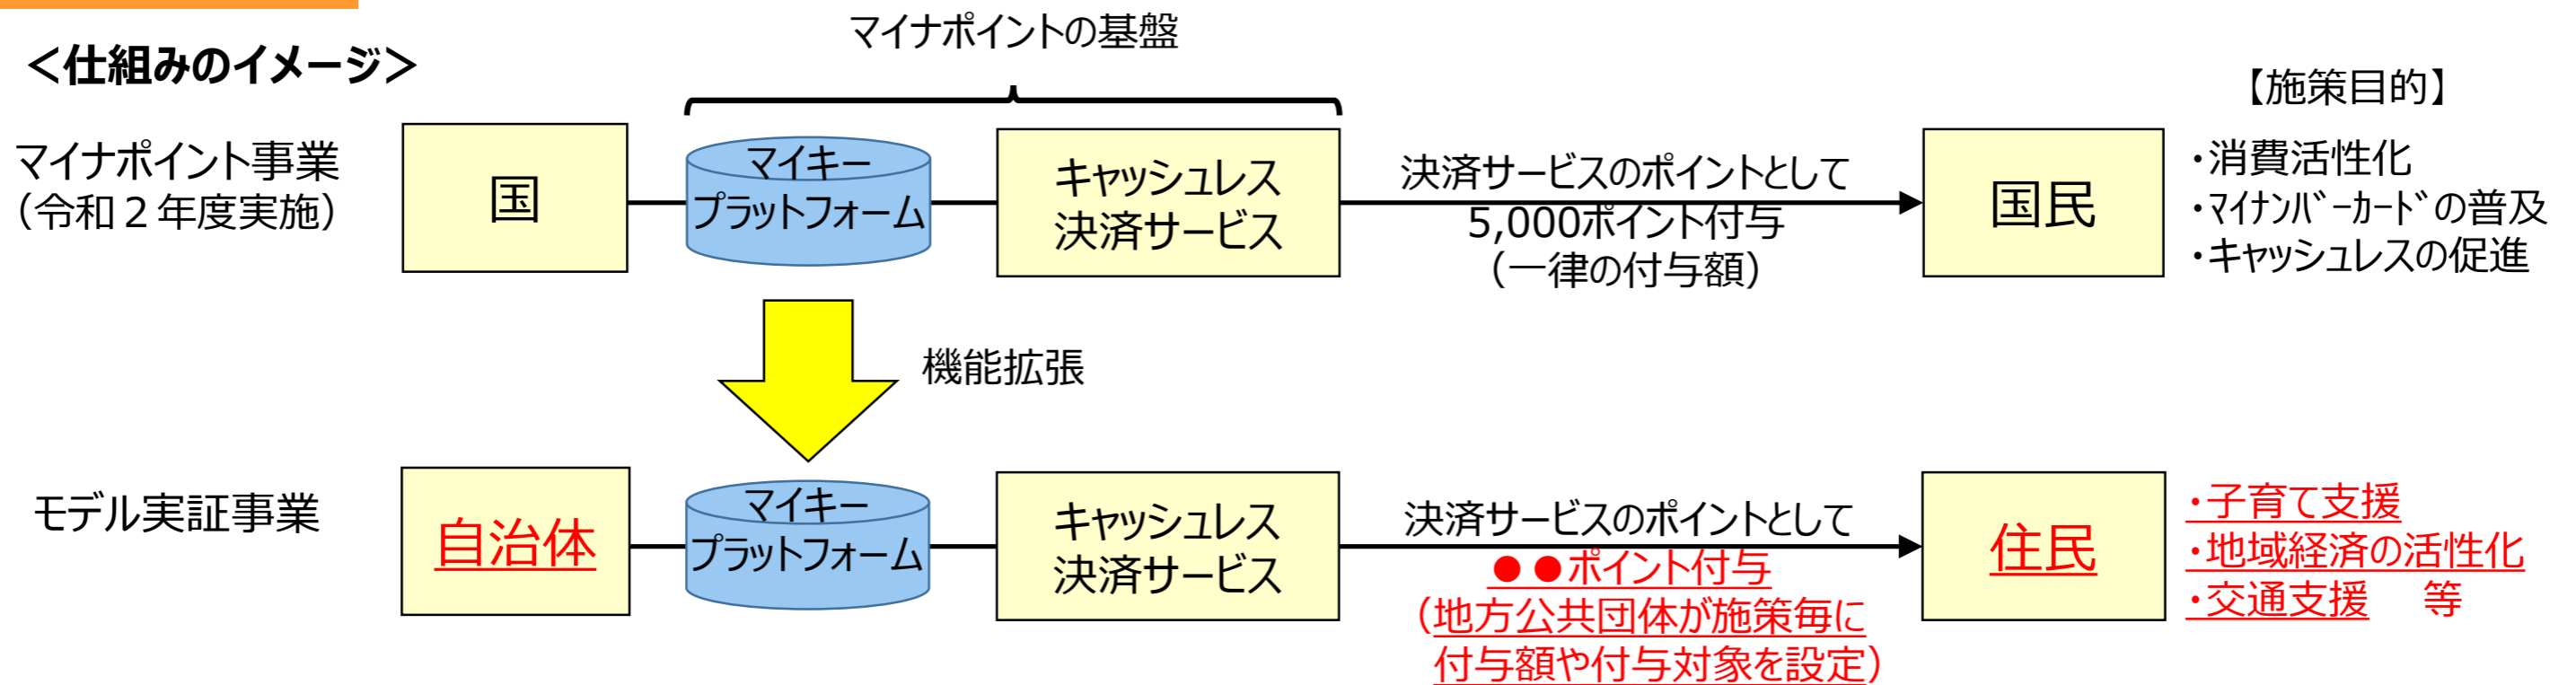 <仕組みのイメージ>
マイナポイントの基盤
マイナポイント事業
（令和２年度実施）
国
マイキー
プラットフォーム
キャッシュレス
決済サービス
決済サービスのポイントとして
5,000ポイント付与
（一律の付与額）
国民
【施策目的】
・消費活性化
・ﾏｲﾅﾝﾊﾞｰｶｰﾄﾞの普及
・キャッシュレスの促進
機能拡張
モデル実証事業
自治体
マイキー
プラットフォーム
キャッシュレス
決済サービス
決済サービスのポイントとして
●●ポイント付与
（地方公共団体が施策毎に
付与額や付与対象を設定）
住民
・子育て支援
・地域経済の活性化
・交通支援　等